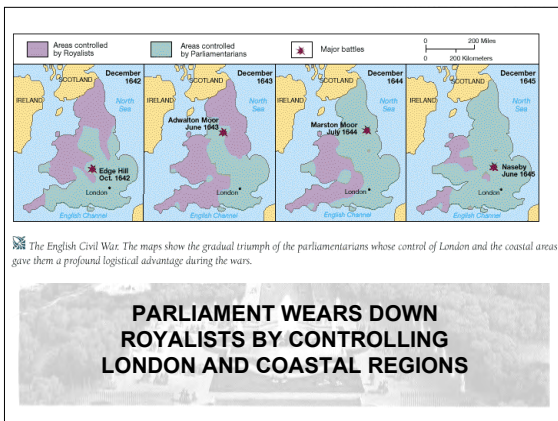 Areas controlled
by Royalists
Areas controlled
by Parliamentarians
Major battles
0 200 Miles
0 200 Kilometers
SCOTLAND
December
1642
IRELAND
North
Sea
Edge Hill
Oct. 1642
London
English Channel
SCOTLAND
December
1643
IRELAND
North
Sea
Adwalton Moor
June 1643
London
English Channel
SCOTLAND
December
1644
IRELAND
North
Sea
Marston Moor
July 1644
London
English Channel
SCOTLAND
December
1645
IRELAND
North
Sea
Naseby
June 1645
London
English Channel
The English Civil War. The maps show the gradual triumph of the parliamentarians whose control of London and the coastal areas
gave them a profound logistical advantage during the wars.
PARLIAMENT WEARS DOWN
ROYALISTS BY CONTROLLING
LONDON AND COASTAL REGIONS